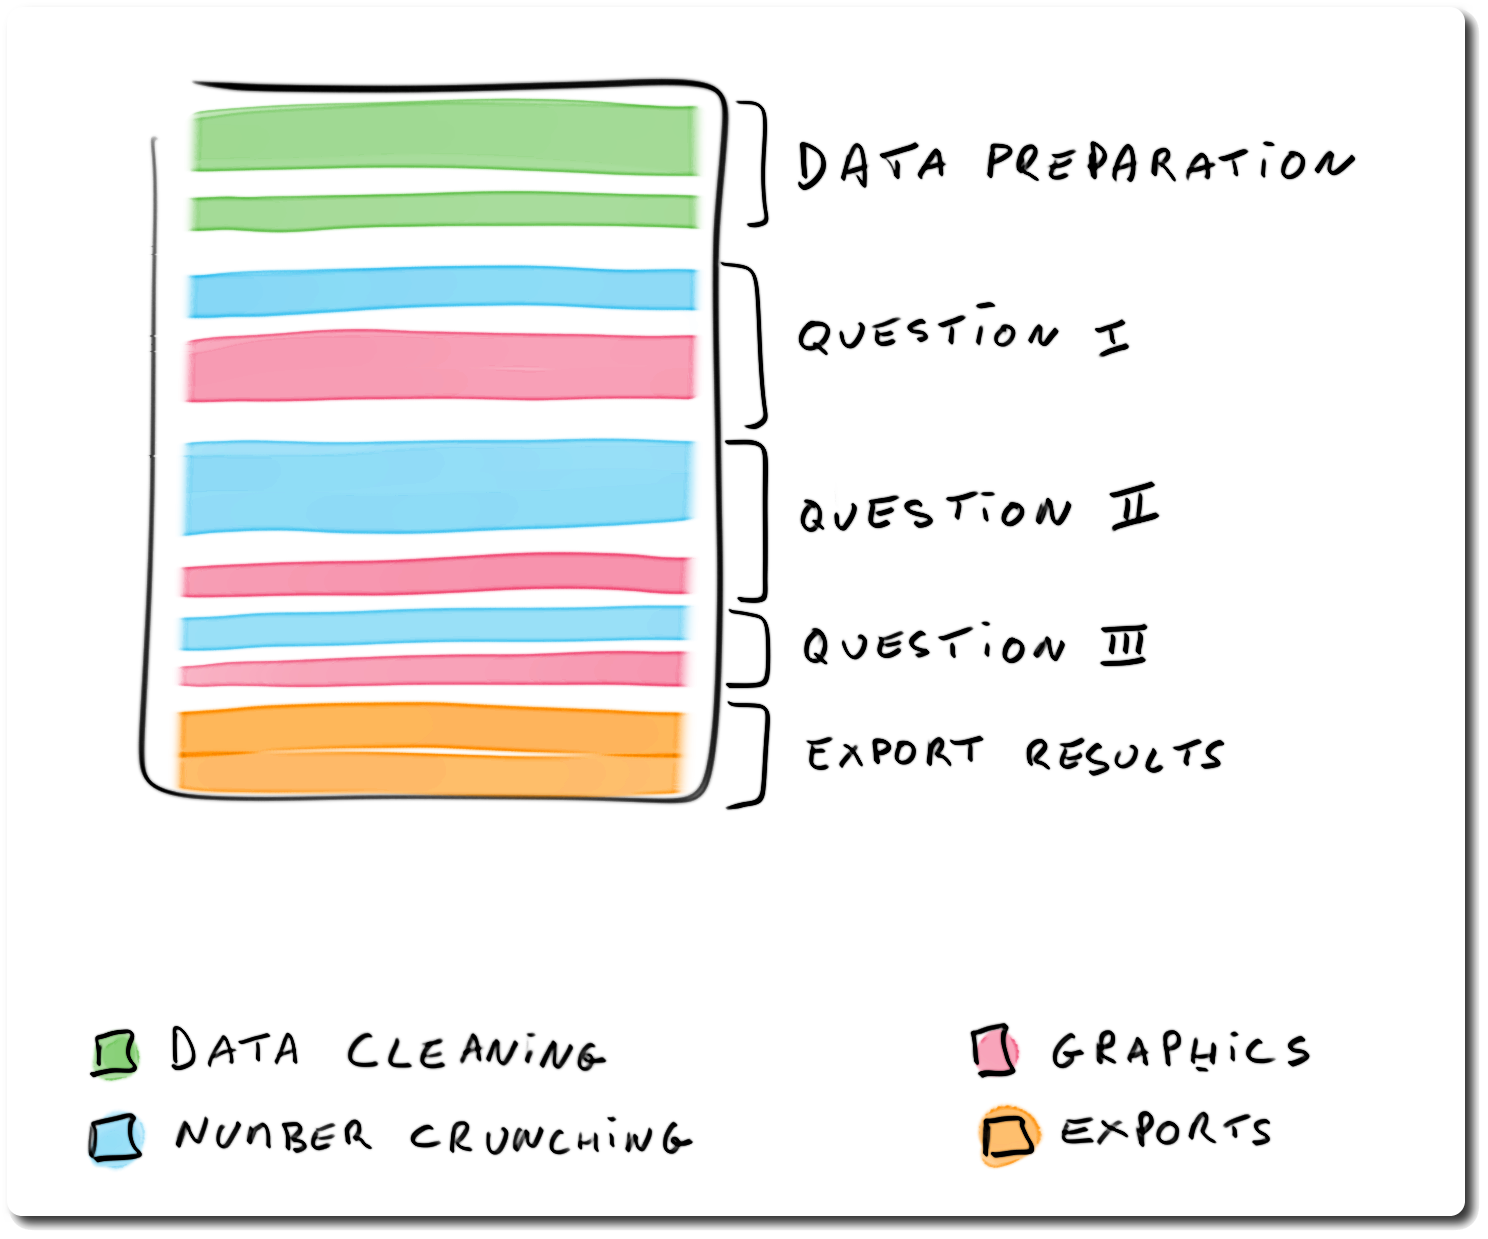 DATA PREPARATION
QUESTION I
QUESTION II
QUESTION III
EXPORT RESULTS
DATA CLEANING
GRAPHICS
NUMBER CRUNCHING
EXPORTS